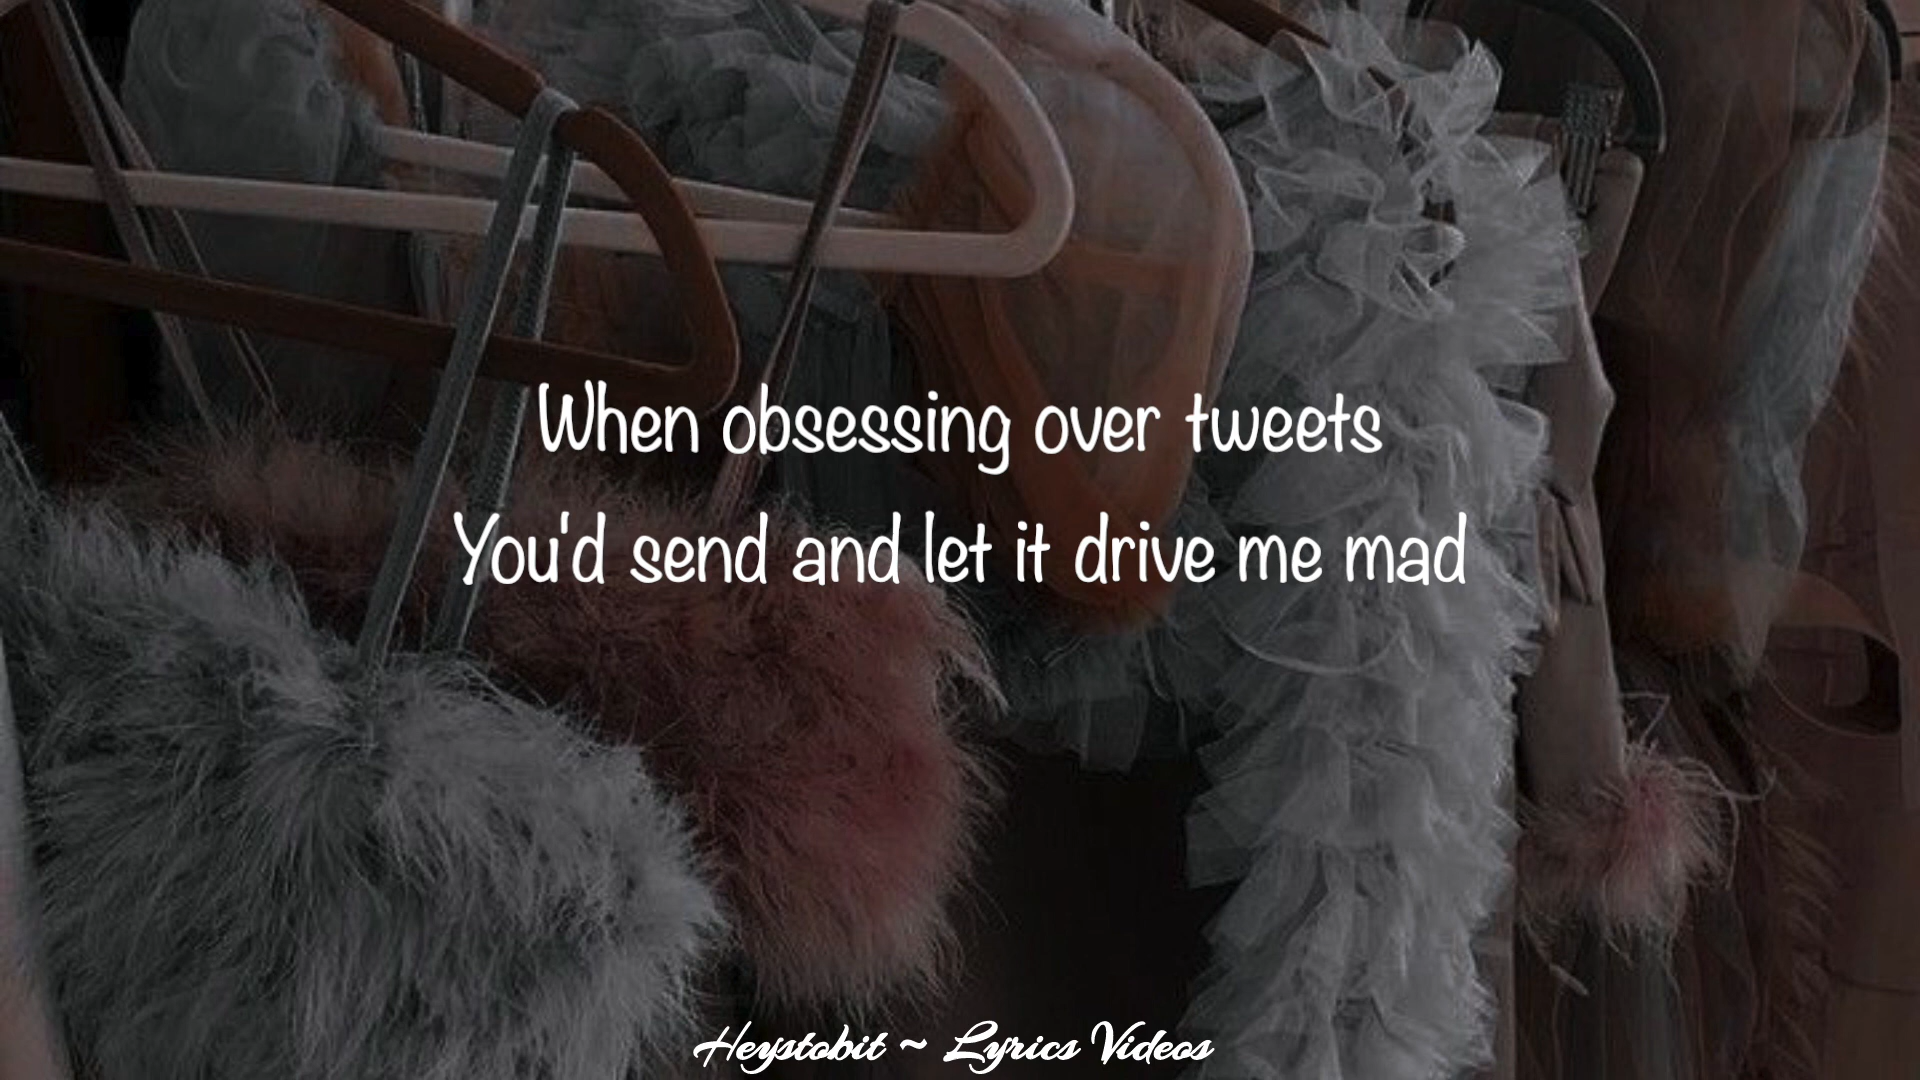 When obsessing over tweets
You'd send and let it drive me mad
Heystobit ~ Lyrics Videos